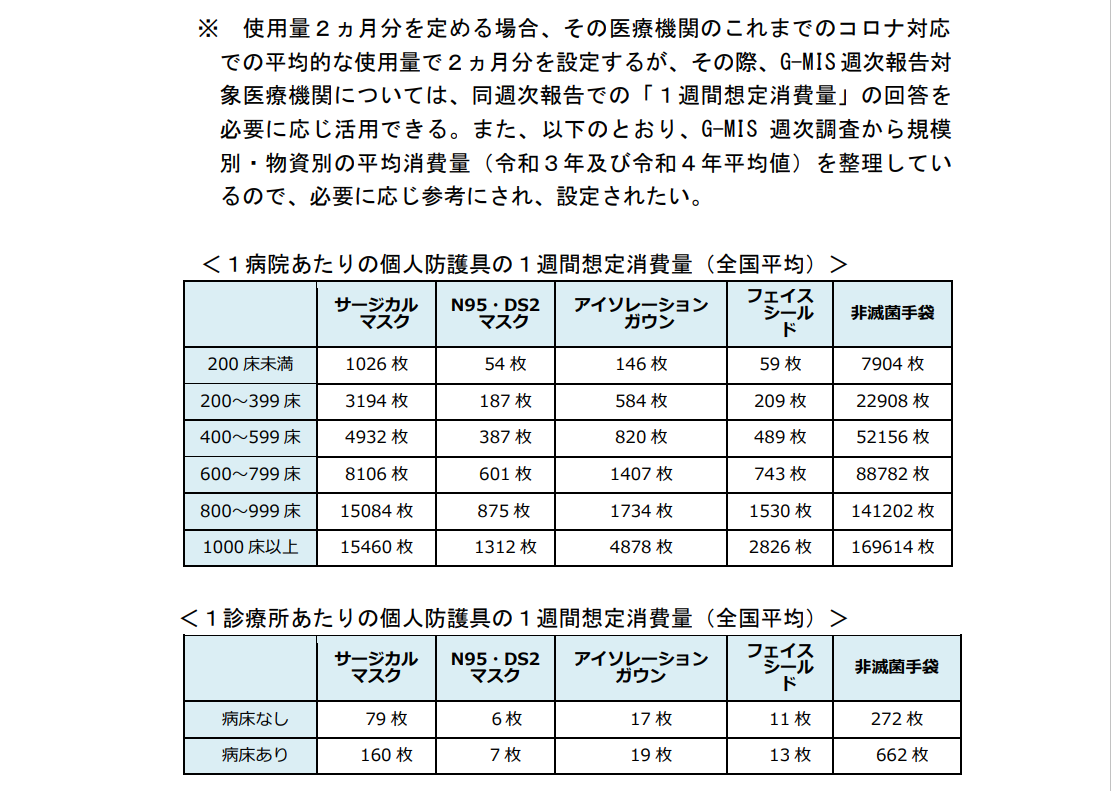 ※　使用量２ヵ月分を定める場合、その医療機関のこれまでのコロナ対応
での平均的な使用量で２ヵ月分を設定するが、その際、G-MIS 週次報告対
象医療機関については、同週次報告での「１週間想定消費量」の回答を
必要に応じ活用できる。また、以下のとおり、G-MIS 週次調査から規模
別・物資別の平均消費量（令和３年及び令和４年平均値）を整理してい
るので、必要に応じ参考にされ、設定されたい。
＜１病院あたりの個人防護具の１週間想定消費量（全国平均）＞
サージカルマスク N95・DS2マスク アイソレーションガウン フェイスシールド 非滅菌手袋
200 床未満 1026 枚 54 枚 146 枚 59 枚 7904 枚
200～399 床 3194 枚 187 枚 584 枚 209 枚 22908 枚
400～599 床 4932 枚 387 枚 820 枚 489 枚 52156 枚
600～799 床 8106 枚 601 枚 1407 枚 743 枚 88782 枚
800～999 床 15084 枚 875 枚 1734 枚 1530 枚 141202 枚
1000 床以上 15460 枚 1312 枚 4878 枚 2826 枚 169614 枚
＜１診療所あたりの個人防護具の１週間想定消費量（全国平均）＞
サージカルマスク N95・DS2マスク アイソレーションガウン フェイスシールド 非滅菌手袋
病床なし 79 枚 6 枚 17 枚 11 枚 272 枚
病床あり 160 枚 7 枚 19 枚 13 枚 662 枚